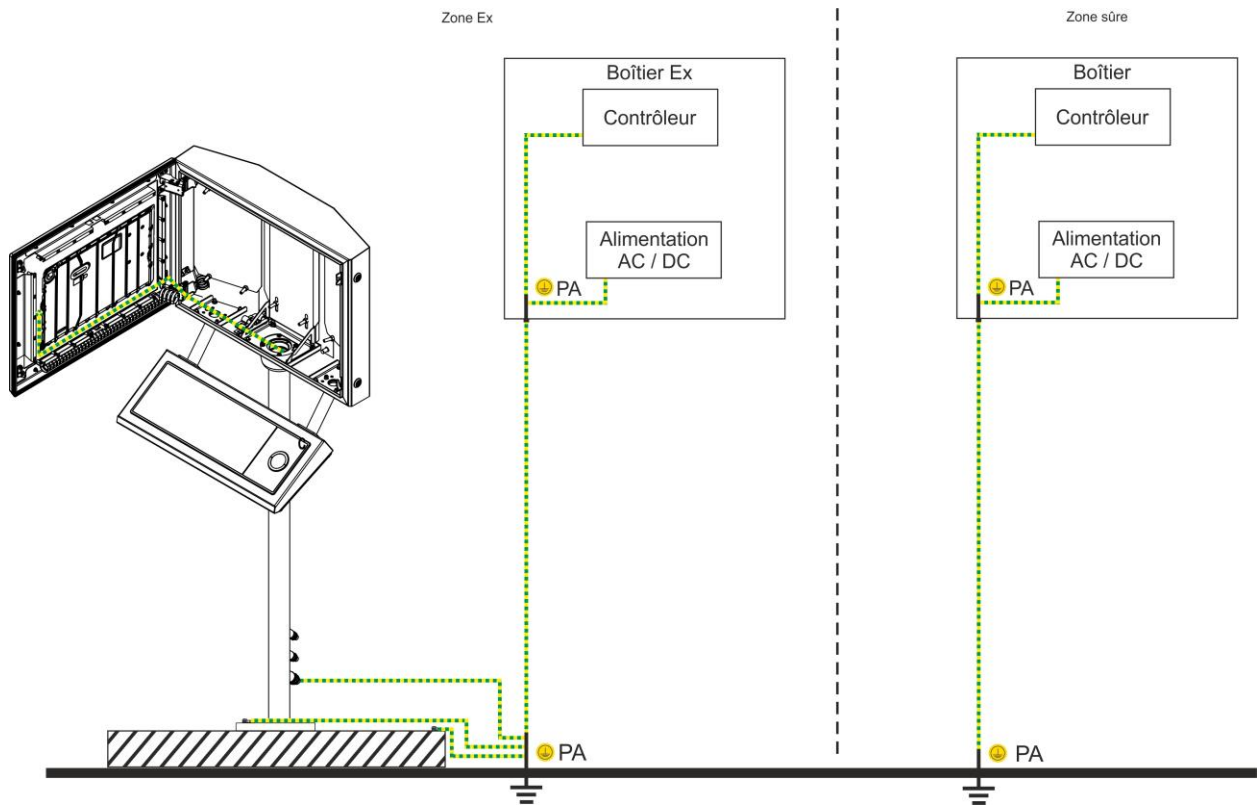 Zone Ex
Zone sûre
Boîtier Ex
Contrôleur
Alimentation
AC / DC
PA
Boîtier
Contrôleur
Alimentation
AC / DC
PA
PA
PA